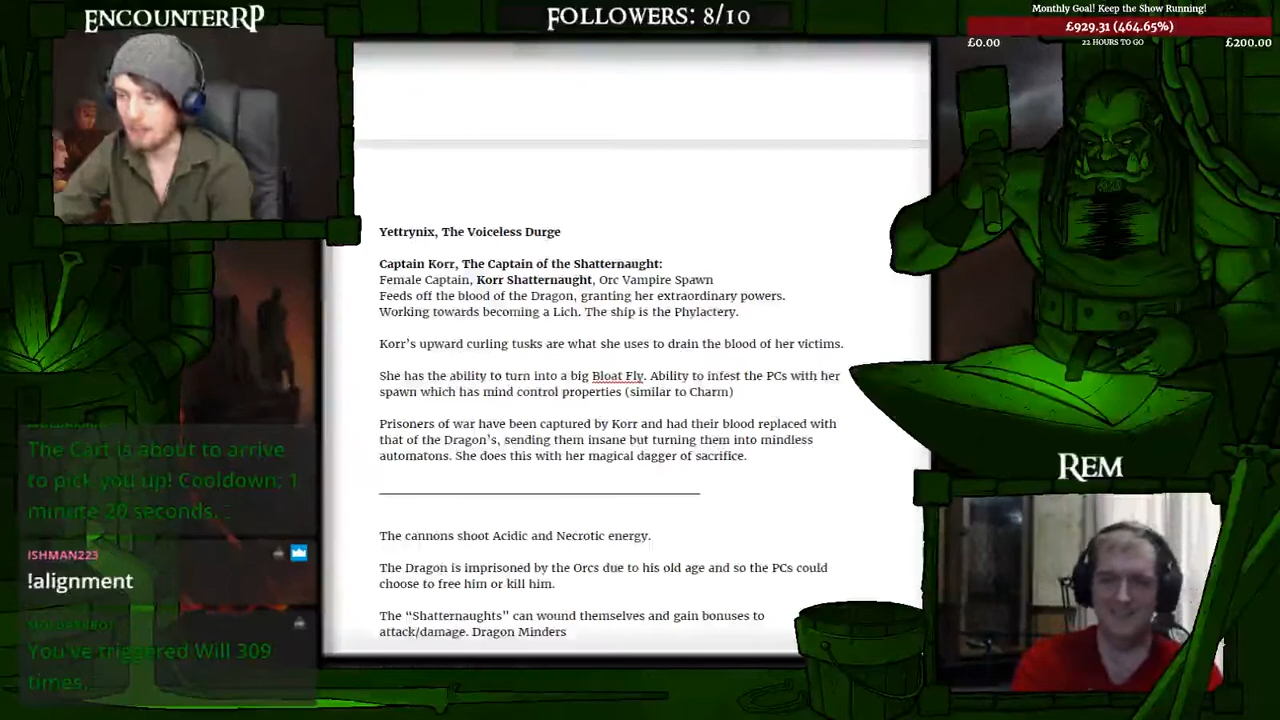 ENCOUNTERRP
FOLLOWERS: 8/10
Monthly Goal! Keep the Show Running!
£929.31 (464.65%)
£0.00
22 HOURS TO GO
£200.00
Yettrynix, The Voiceless Durge
Captain Korr, The Captain of the Shatternaught:
Female Captain, Korr Shatternaught, Orc Vampire Spawn
Feeds off the blood of the Dragon, granting her extraordinary powers.
Working towards becoming a Lich. The ship is the Phylactery.
Korr's upward curling tusks are what she uses to drain the blood of her victims.
She has the ability to turn into a big Bloat Fly. Ability to infest the PCs with her
spawn which has mind control properties (similar to Charm)
Prisoners of war have been captured by Korr and had their blood replaced with
that of the Dragon's, sending them insane but turning them into mindless
automatons. She does this with her magical dagger of sacrifice.
The cannons shoot Acidic and Necrotic energy.
The Dragon is imprisoned by the Orcs due to his old age and so the PCs could
choose to free him or kill him.
The “Shatternaughts” can wound themselves and gain bonuses to
attack/damage. Dragon Minders
The Cart is about to arrive
to pick you up! Cooldown; 1
minute 20 seconds.
ISHMAN223
!alignment
You've triggered Will 309
times.
REM